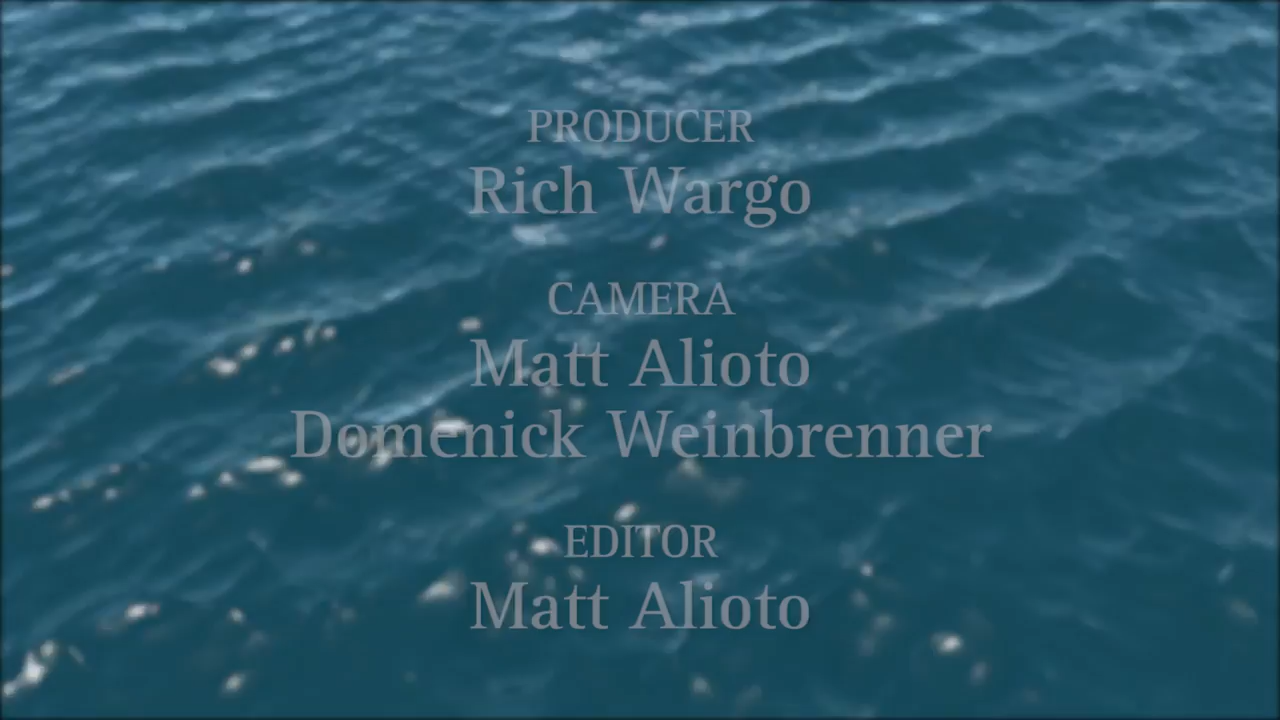 PRODUCER
Rich Wargo
CAMERA
Matt Alioto
Domenick Weinbrenner
EDITOR
Matt Alioto